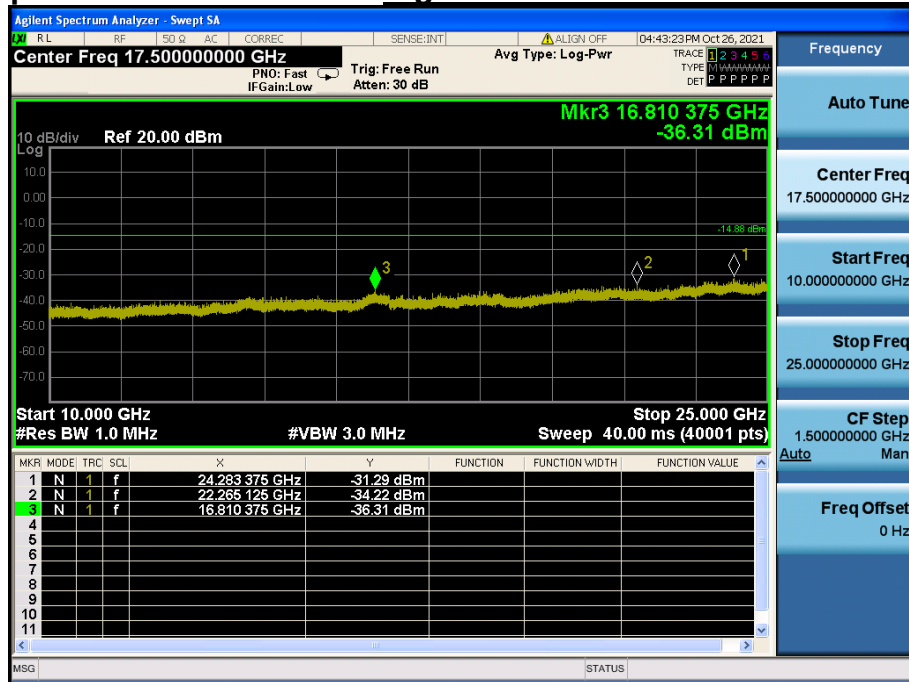 Agilent Spectrum Analyzer - Swept SA
LXI RL RF 50 Ω AC CORREC SENSE:INT ALIGN OFF 04:43:23 PM Oct 26, 2021
Center Freq 17.500000000 GHz Avg Type: Log-Pwr TRACE 1 2 3 4 5 6
PNO: Fast Trig: Free Run TYPE M WWWWW
IFGain:Low Atten: 30 dB DET P P P P P P
Mkr3 16.810 375 GHz
10 dB/div Ref 20.00 dBm -36.31 dBm
Log
10.0
0.00
-10.0
-14.88 dBm
-20.0
-30.0
3
2
1
-40.0
-50.0
-60.0
-70.0
Start 10.000 GHz Stop 25.000 GHz
#Res BW 1.0 MHz #VBW 3.0 MHz Sweep 40.00 ms (40001 pts)
MKR MODE TRC SCL X Y FUNCTION FUNCTION WIDTH FUNCTION VALUE
1 N 1 f 24.283 375 GHz -31.29 dBm
2 N 1 f 22.265 125 GHz -34.22 dBm
3 N 1 f 16.810 375 GHz -36.31 dBm
4
5
6
7
8
9
10
11
MSG STATUS
Frequency
Auto Tune
Center Freq
17.500000000 GHz
Start Freq
10.000000000 GHz
Stop Freq
25.000000000 GHz
CF Step
1.500000000 GHz
Auto Man
Freq Offset
0 Hz